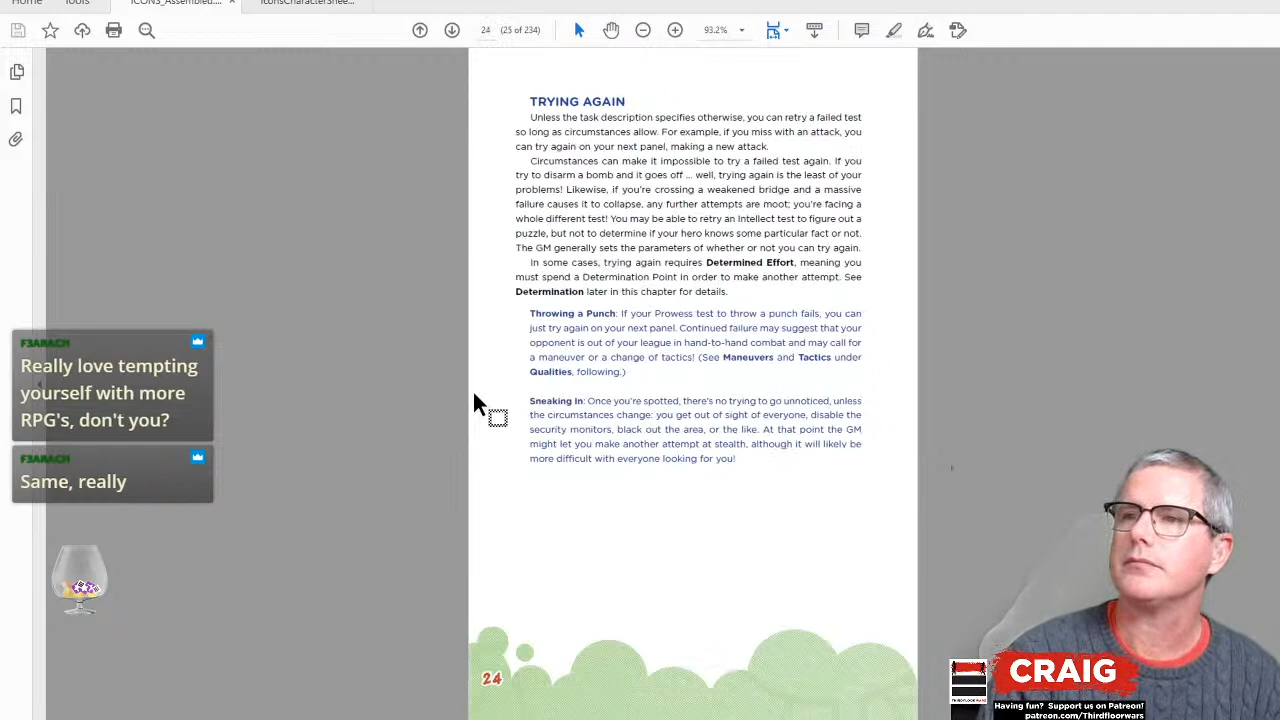 Home Tools ICONS_Assembled.... × IconsCharacterShee...
24 (25 of 234) 93.2%
TRYING AGAIN
Unless the task description specifies otherwise, you can retry a failed test
so long as circumstances allow. For example, if you miss with an attack, you
can try again on your next panel, making a new attack.
Circumstances can make it impossible to try a failed test again. If you
try to disarm a bomb and it goes off ... well, trying again is the least of your
problems! Likewise, if you're crossing a weakened bridge and a massive
failure causes it to collapse, any further attempts are moot; you're facing a
whole different test! You may be able to retry an Intellect test to figure out a
puzzle, but not to determine if your hero knows some particular fact or not.
The GM generally sets the parameters of whether or not you can try again.
In some cases, trying again requires Determined Effort, meaning you
must spend a Determination Point in order to make another attempt. See
Determination later in this chapter for details.
Throwing a Punch: If your Prowess test to throw a punch fails, you can
just try again on your next panel. Continued failure may suggest that your
opponent is out of your league in hand-to-hand combat and may call for
a maneuver or a change of tactics! (See Maneuvers and Tactics under
Qualities, following.)
Sneaking In: Once you're spotted, there's no trying to go unnoticed, unless
the circumstances change: you get out of sight of everyone, disable the
security monitors, black out the area, or the like. At that point the GM
might let you make another attempt at stealth, although it will likely be
more difficult with everyone looking for you!
24
F3ARACH
Really love tempting
yourself with more
RPG's, don't you?
F3ARACH
Same, really
CRAIG
THIRDFLOORWARS
Having fun? Support us on Patreon!
patreon.com/Thirdfloorwars